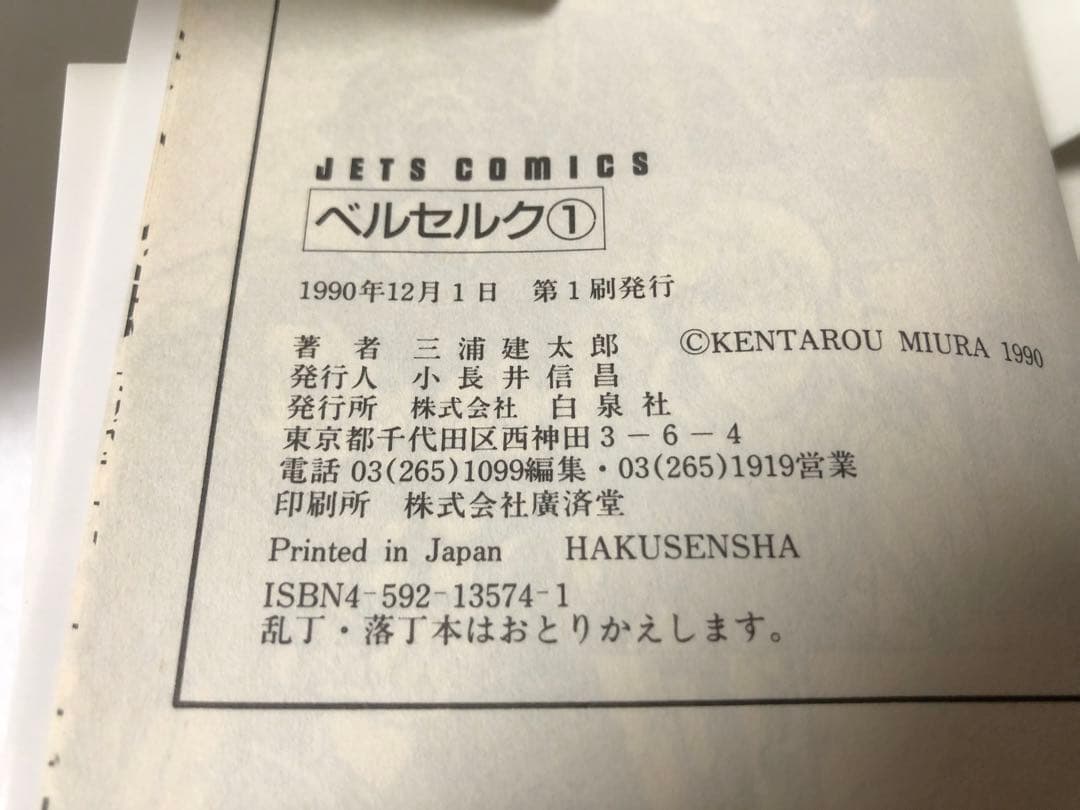 JETS COMICS
ベルセルク①
1990年12月1日 第1刷発行
著者 三浦建太郎 ©KENTAROU MIURA 1990
発行人 小長井信昌
発行所 株式会社 白泉社
東京都千代田区西神田3-6-4
電話 03(265)1099編集・03(265)1919営業
印刷所 株式会社廣済堂
Printed in Japan HAKUSENSHA
ISBN4-592-13574-1
乱丁・落丁本はおとりかえします。